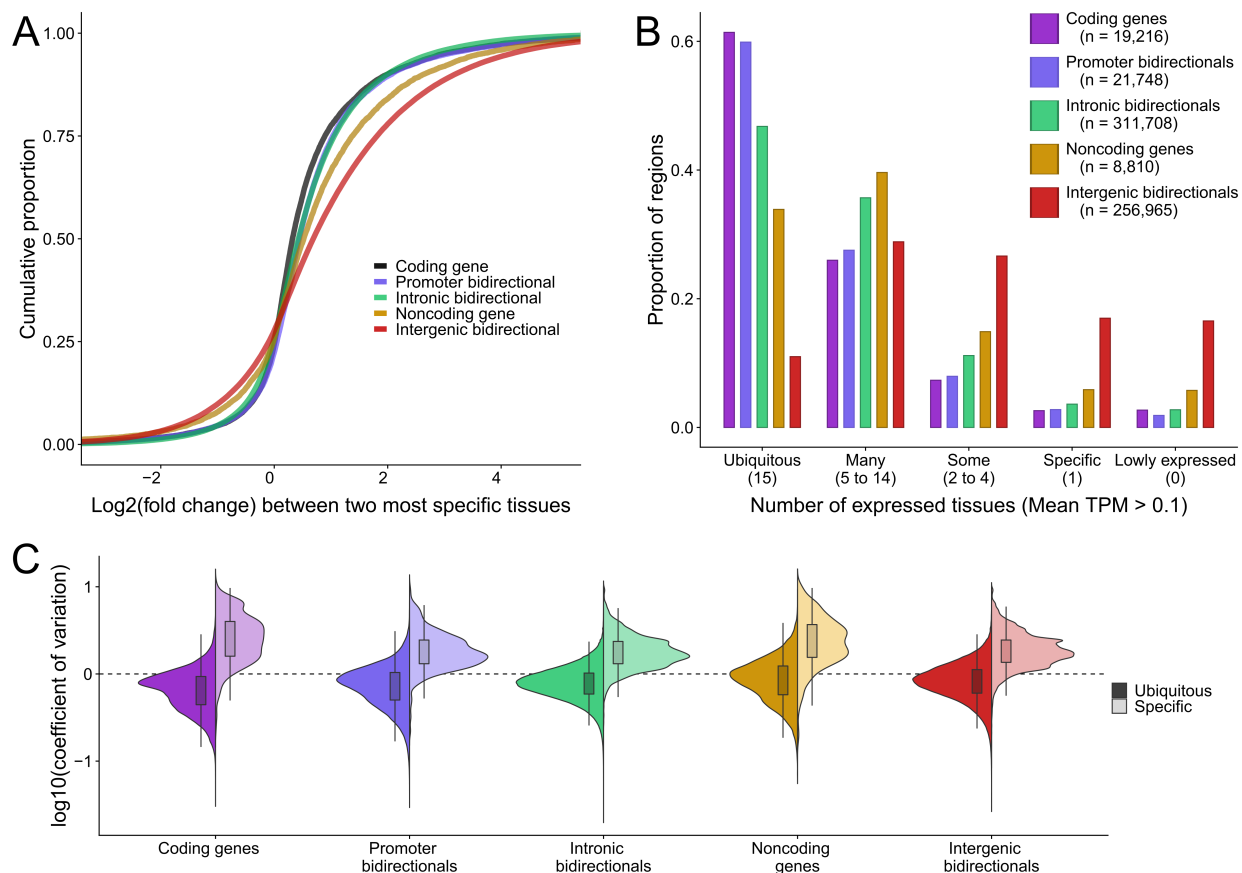 A
1.00
0.75
0.50
0.25
0.00
Cumulative proportion
Coding gene
Promoter bidirectional
Intronic bidirectional
Noncoding gene
Intergenic bidirectional
−2
0
2
4
Log2(fold change) between two most specific tissues
B
0.6
0.4
0.2
0.0
Proportion of regions
Coding genes
(n = 19,216)
Promoter bidirectionals
(n = 21,748)
Intronic bidirectionals
(n = 311,708)
Noncoding genes
(n = 8,810)
Intergenic bidirectionals
(n = 256,965)
Ubiquitous
(15)
Many
(5 to 14)
Some
(2 to 4)
Specific
(1)
Lowly expressed
(0)
Number of expressed tissues (Mean TPM > 0.1)
C
1
0
−1
log10(coefficient of variation)
Ubiquitous
Specific
Coding genes
Promoter
bidirectionals
Intronic
bidirectionals
Noncoding
genes
Intergenic
bidirectionals